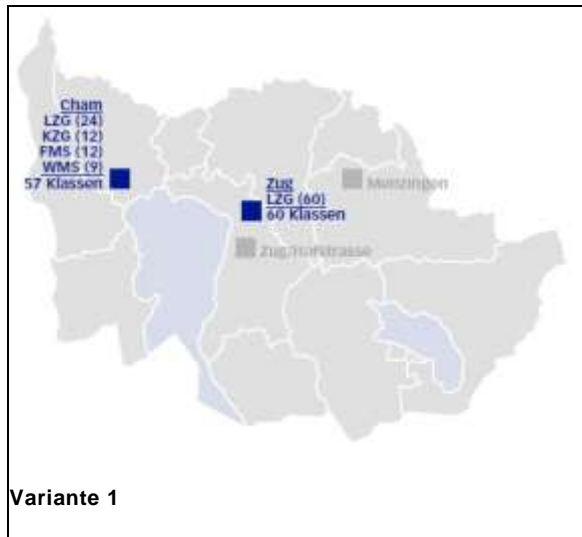 Cham
LZG (24)
KZG (12)
FMS (12)
WMS (9)
57 Klassen
Zug
LZG (60)
60 Klassen
Menzingen
Zug/Hofstrasse
Variante 1